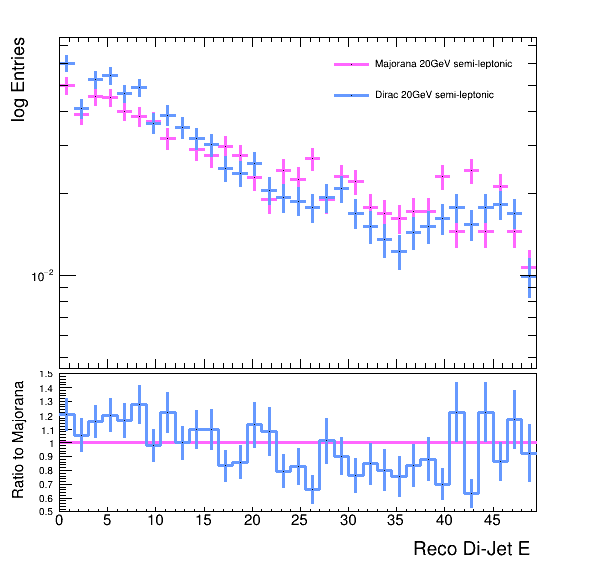 log Entries
Majorana 20GeV semi-leptonic
Dirac 20GeV semi-leptonic
10⁻²
Ratio to Majorana
1.5
1.4
1.3
1.2
1.1
1
0.9
0.8
0.7
0.6
0.5
0 5 10 15 20 25 30 35 40 45
Reco Di-Jet E